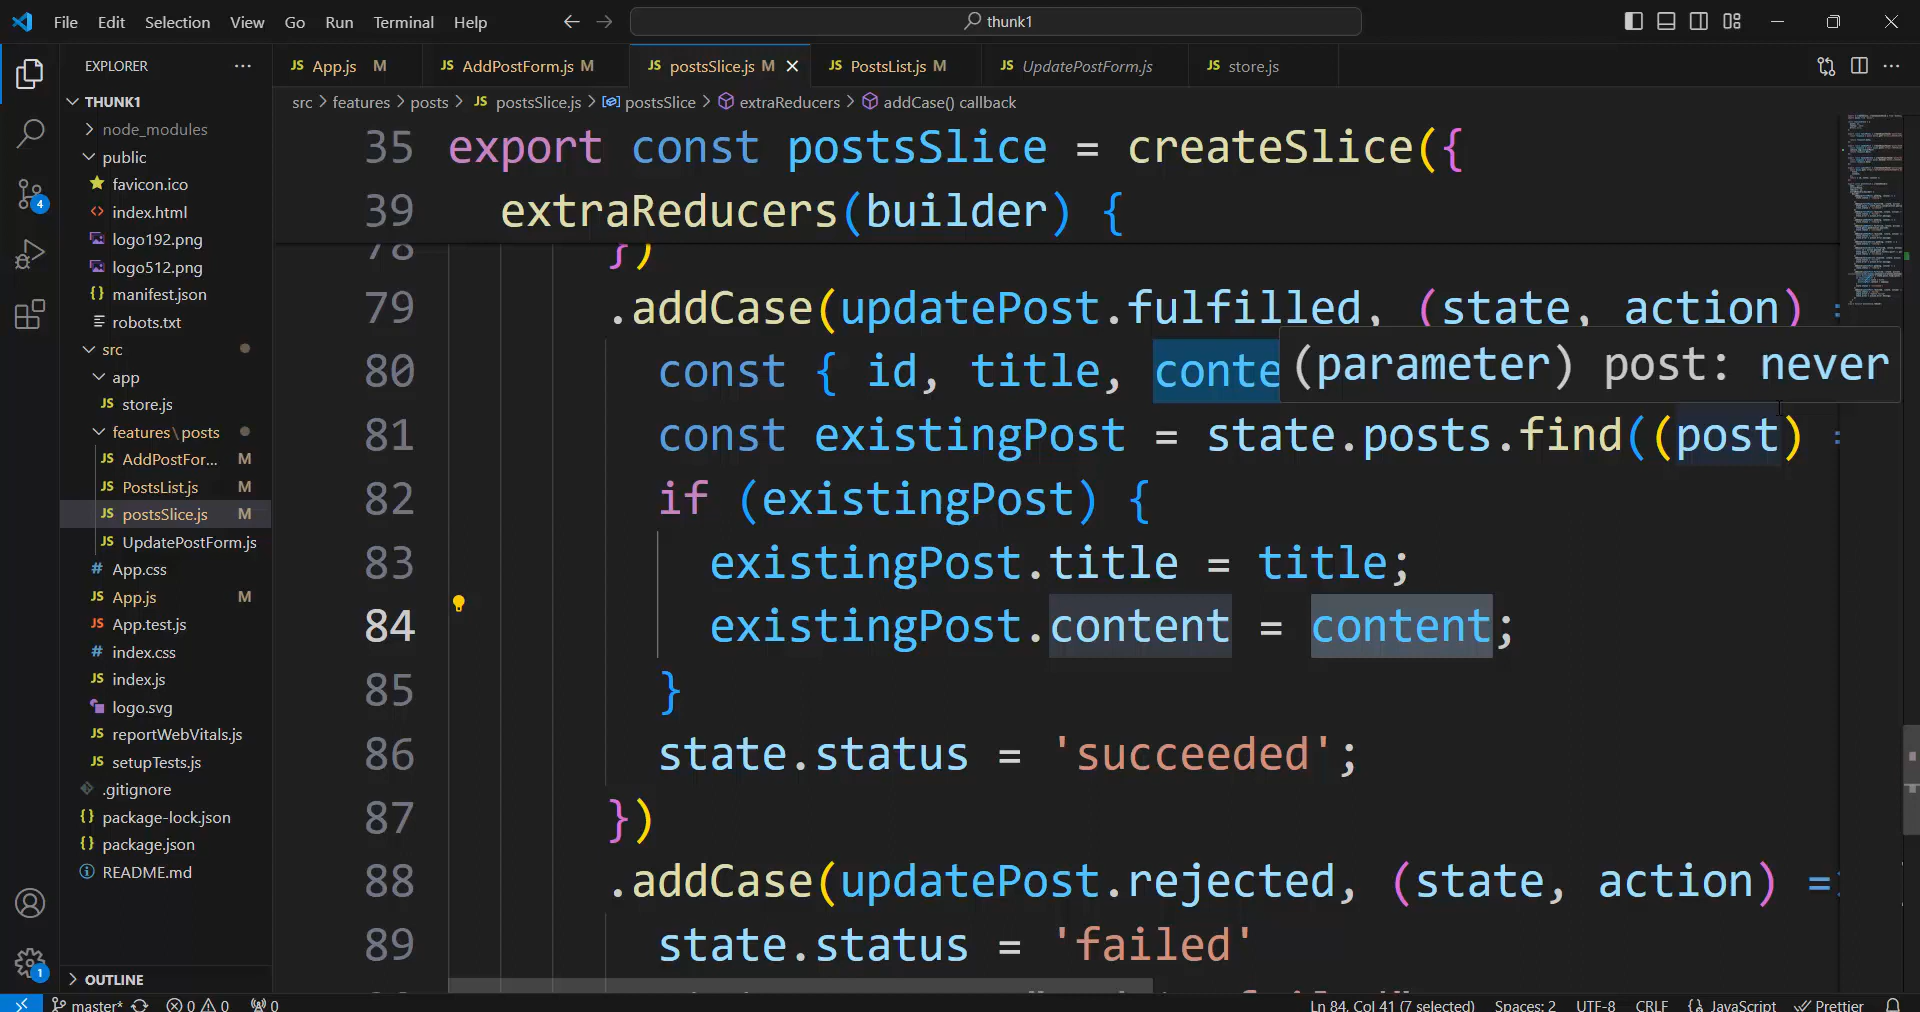 File Edit Selection View Go Run Terminal Help
thunk1
EXPLORER
App.js M
AddPostForm.js M
postsSlice.js M
PostsList.js M
UpdatePostForm.js
store.js
src > features > posts > postsSlice.js > postsSlice > extraReducers > addCase() callback
THUNK1
node_modules
public
favicon.ico
index.html
logo192.png
logo512.png
manifest.json
robots.txt
src
app
store.js
features\posts
AddPostFor... M
PostsList.js M
postsSlice.js M
UpdatePostForm.js
App.css
App.js M
App.test.js
index.css
index.js
logo.svg
reportWebVitals.js
setupTests.js
.gitignore
package-lock.json
package.json
README.md
OUTLINE
35 export const postsSlice = createSlice({
39 extraReducers(builder) {
78 })
79 .addCase(updatePost.fulfilled, (state, action) =
80 const { id, title, conte
(parameter) post: never
81 const existingPost = state.posts.find((post) =
82 if (existingPost) {
83 existingPost.title = title;
84 existingPost.content = content;
85 }
86 state.status = 'succeeded';
87 })
88 .addCase(updatePost.rejected, (state, action) =>
89 state.status = 'failed'
4
1
master* 0 0 0
Ln 84, Col 41 (7 selected) Spaces: 2 UTF-8 CRLF {} JavaScript Prettier